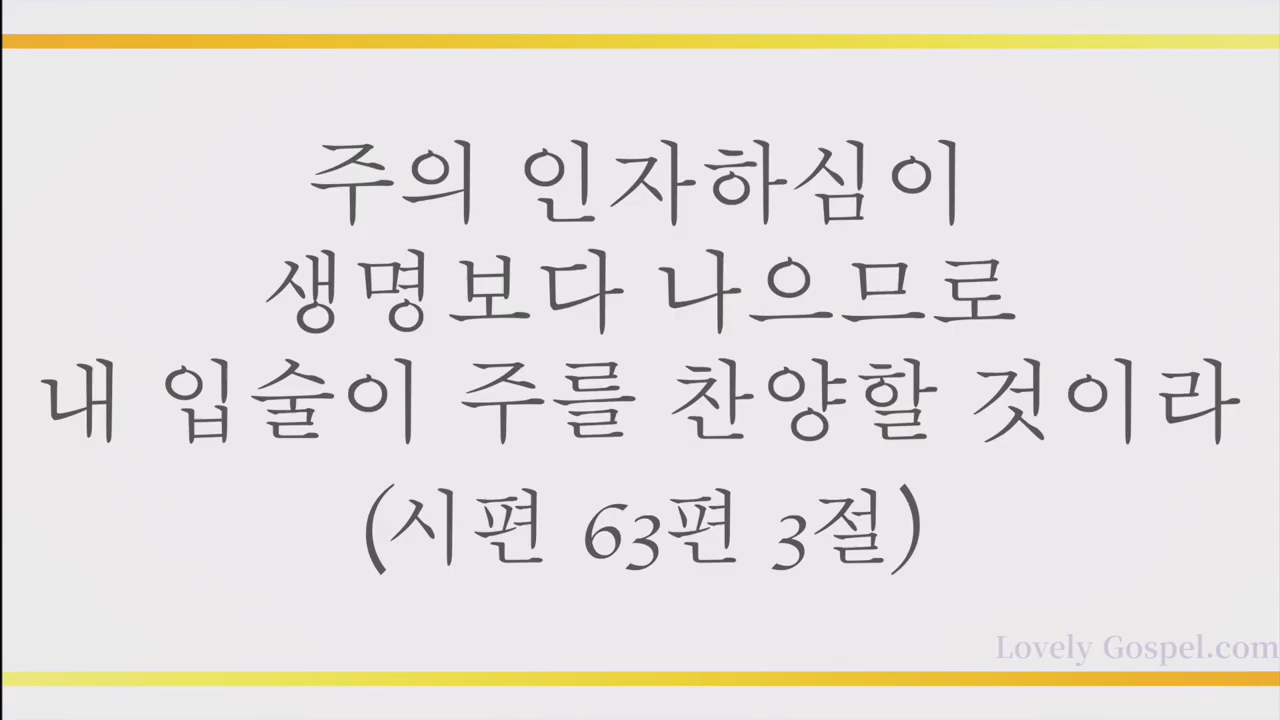 주의 인자하심이
생명보다 나으므로
내 입술이 주를 찬양할 것이라
(시편 63편 3절)
Lovely Gospel.com